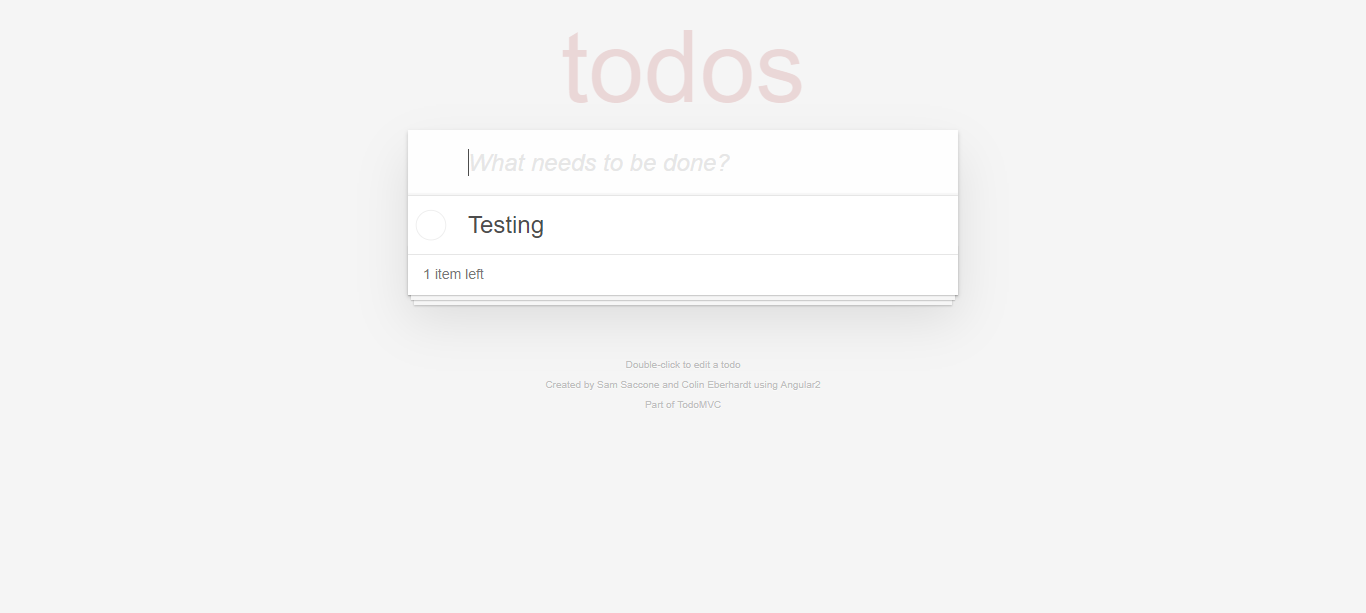 todos
What needs to be done?
Testing
1 item left
Double-click to edit a todo
Created by Sam Saccone and Colin Eberhardt using Angular2
Part of TodoMVC